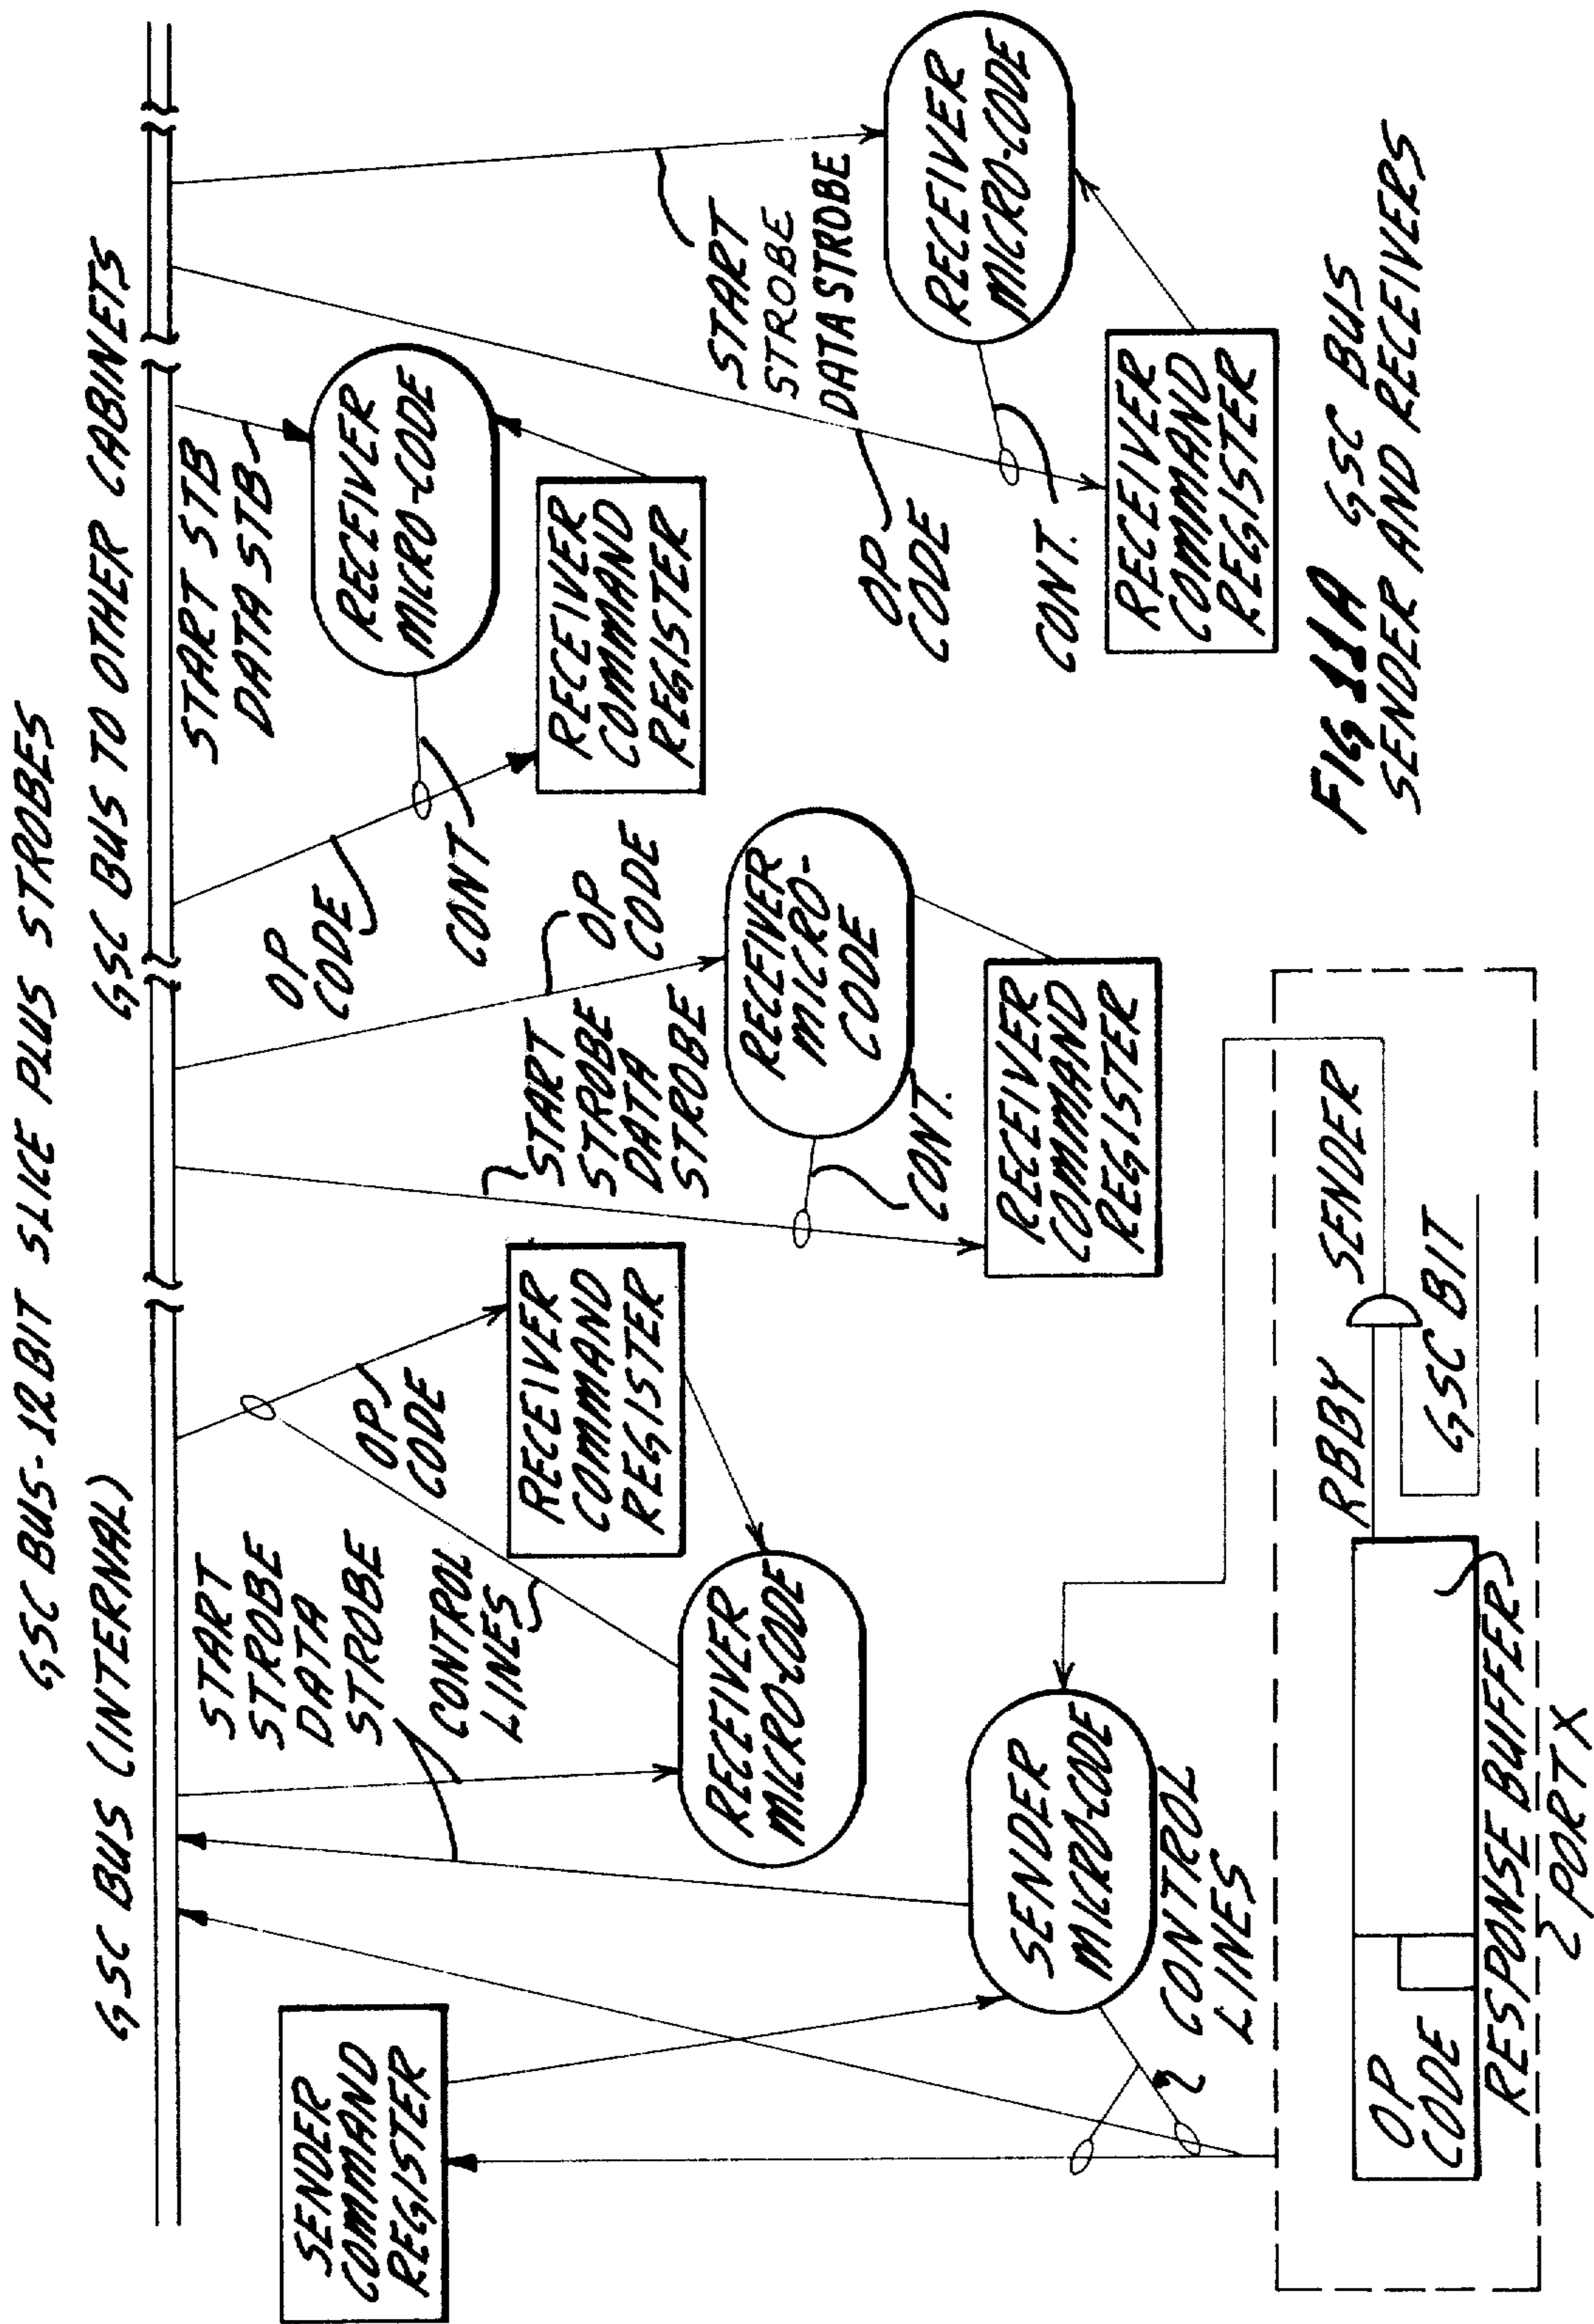 GSC BUS-12BIT SLICE PLUS STROBES
GSC BUS (INTERNAL)
GSC BUS TO OTHER CABINETS
SENDER
COMMAND
REGISTER
START
STROBE
DATA
STROBE
CONTROL
LINES
OP
CODE
RECEIVER
COMMAND
REGISTER
RECEIVER
MICRO-CODE
SENDER
MICRO-CODE
CONTROL
LINES
START
STROBE
DATA
STROBE
OP
CODE
RECEIVER
MICRO-
CODE
CONT.
RECEIVER
COMMAND
REGISTER
OP
CODE
CONT
START STB
DATA STB
RECEIVER
MICRO-CODE
RECEIVER
COMMAND
REGISTER
START
STROBE
DATA STROBE
OP
CODE
CONT.
RECEIVER
MICRO-CODE
RECEIVER
COMMAND
REGISTER
OP
CODE
RBBY
SENDER
GSC BIT
RESPONSE BUFFER
2 PORT X
FIG 11A
GSC BUS
SENDER AND RECEIVERS